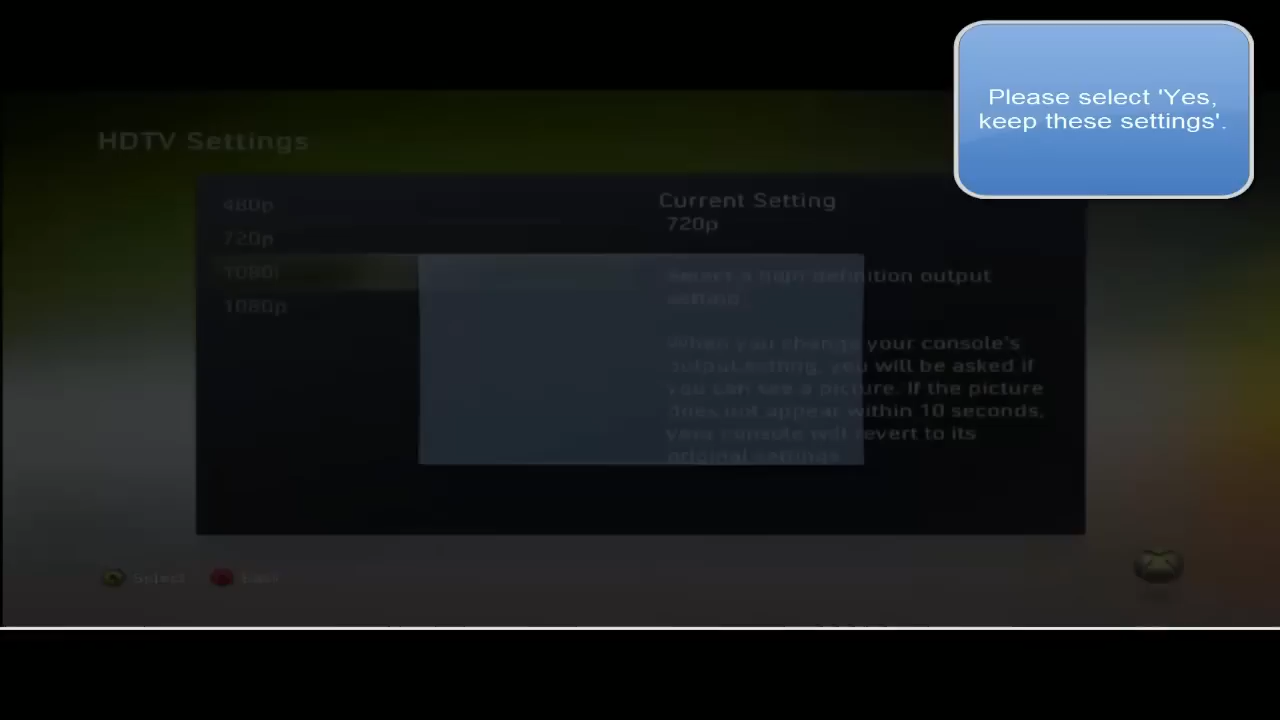 Please select 'Yes,
keep these settings'.
HDTV Settings
480p
720p
1080i
1080p
Current Setting
720p
Select a high definition output
setting.
When you change your console's
output setting, you will be asked if
you can see a picture. If the picture
does not appear within 10 seconds,
your console will revert to its
original settings.
Select
Back